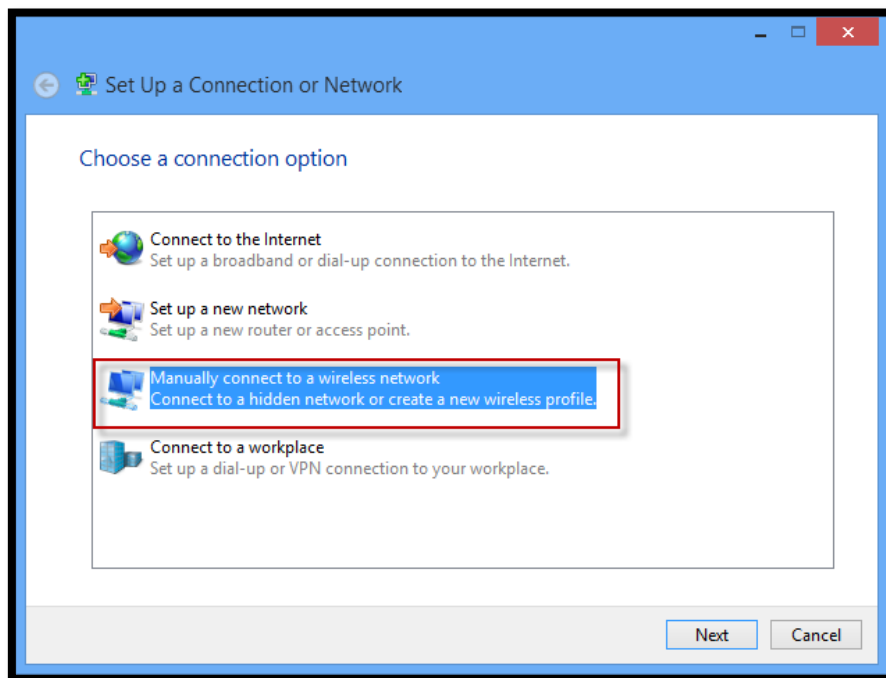 Set Up a Connection or Network
Choose a connection option
Connect to the Internet
Set up a broadband or dial-up connection to the Internet.
Set up a new network
Set up a new router or access point.
Manually connect to a wireless network
Connect to a hidden network or create a new wireless profile.
Connect to a workplace
Set up a dial-up or VPN connection to your workplace.
Next
Cancel